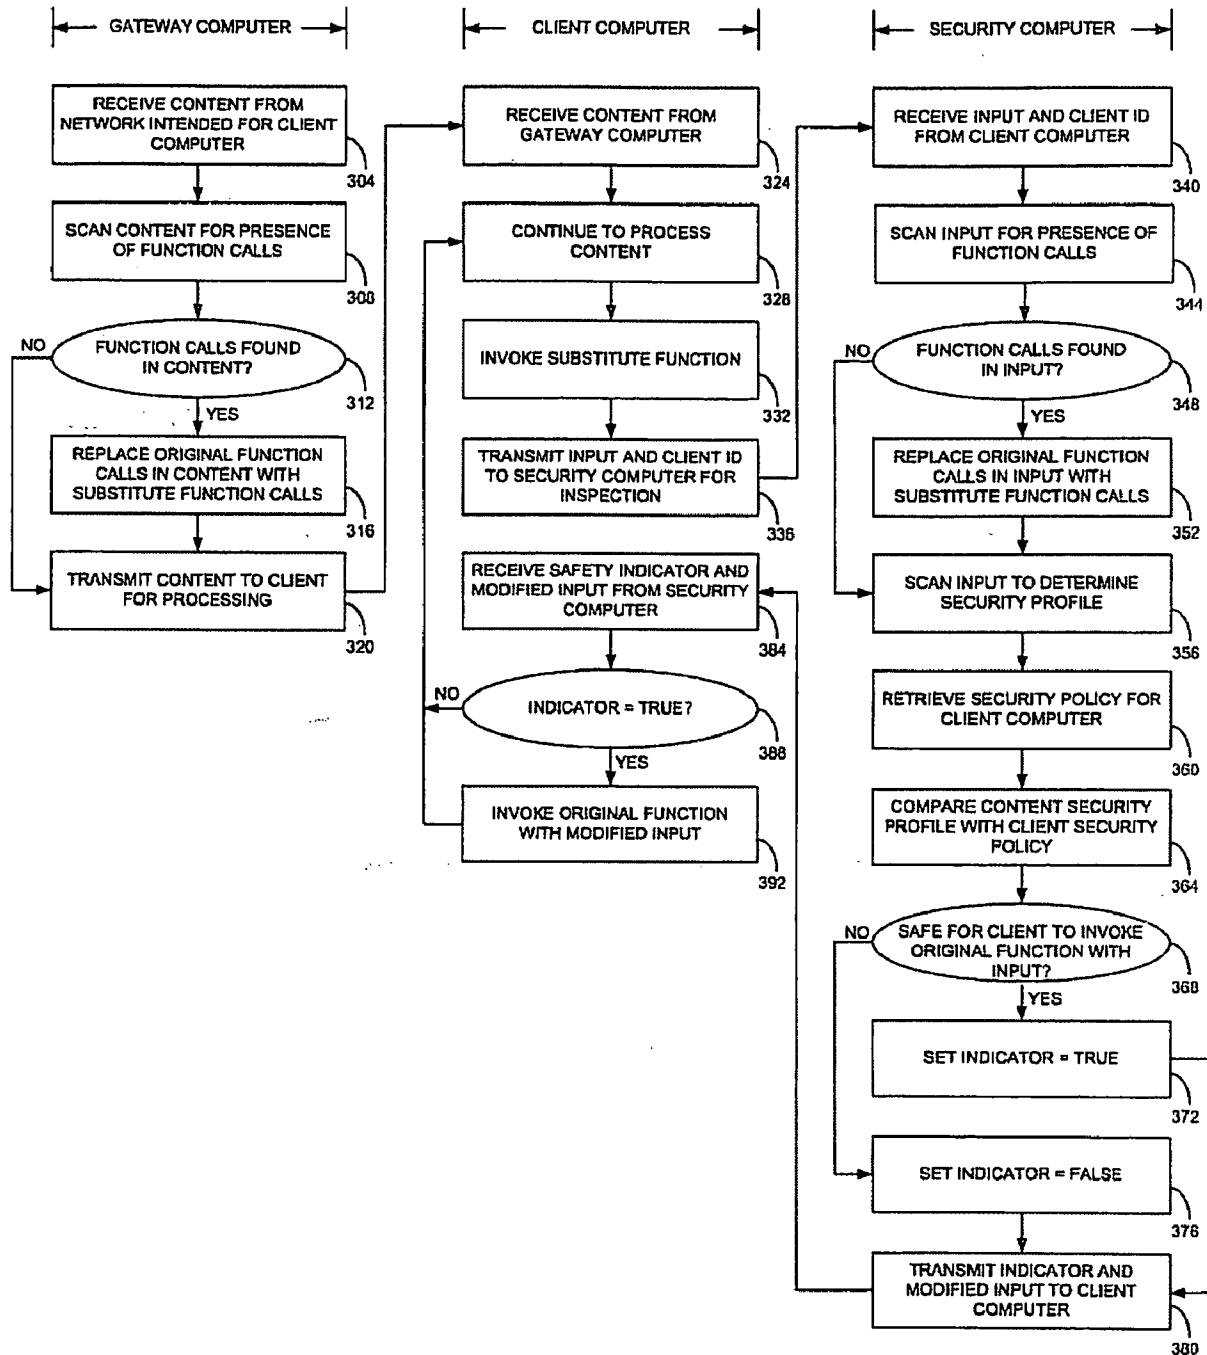 GATEWAY COMPUTER
RECEIVE CONTENT FROM
NETWORK INTENDED FOR CLIENT
COMPUTER
304
SCAN CONTENT FOR PRESENCE
OF FUNCTION CALLS
308
NO
FUNCTION CALLS FOUND
IN CONTENT?
312
YES
REPLACE ORIGINAL FUNCTION
CALLS IN CONTENT WITH
SUBSTITUTE FUNCTION CALLS
316
TRANSMIT CONTENT TO CLIENT
FOR PROCESSING
320
CLIENT COMPUTER
RECEIVE CONTENT FROM
GATEWAY COMPUTER
324
CONTINUE TO PROCESS
CONTENT
328
INVOKE SUBSTITUTE FUNCTION
332
TRANSMIT INPUT AND CLIENT ID
TO SECURITY COMPUTER FOR
INSPECTION
336
RECEIVE SAFETY INDICATOR AND
MODIFIED INPUT FROM SECURITY
COMPUTER
384
NO
INDICATOR = TRUE?
388
YES
INVOKE ORIGINAL FUNCTION
WITH MODIFIED INPUT
392
SECURITY COMPUTER
RECEIVE INPUT AND CLIENT ID
FROM CLIENT COMPUTER
340
SCAN INPUT FOR PRESENCE OF
FUNCTION CALLS
344
NO
FUNCTION CALLS FOUND
IN INPUT?
348
YES
REPLACE ORIGINAL FUNCTION
CALLS IN INPUT WITH
SUBSTITUTE FUNCTION CALLS
352
SCAN INPUT TO DETERMINE
SECURITY PROFILE
356
RETRIEVE SECURITY POLICY FOR
CLIENT COMPUTER
360
COMPARE CONTENT SECURITY
PROFILE WITH CLIENT SECURITY
POLICY
364
NO
SAFE FOR CLIENT TO INVOKE
ORIGINAL FUNCTION WITH
INPUT?
368
YES
SET INDICATOR = TRUE
372
SET INDICATOR = FALSE
376
TRANSMIT INDICATOR AND
MODIFIED INPUT TO CLIENT
COMPUTER
380